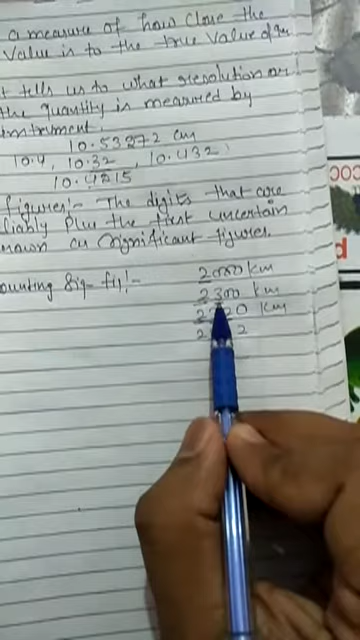 a measure of how close the
value is to the true value of the
t tells us to what resolution or
the quantity is measured by
instrument.
10.53272 cm
10.4, 10.32, 10.432
10.4215
figures:- The digits that are
liably plus the first uncertain
known as significant figures.
ounting Sig-fig!-
2000 km
2300 km
km